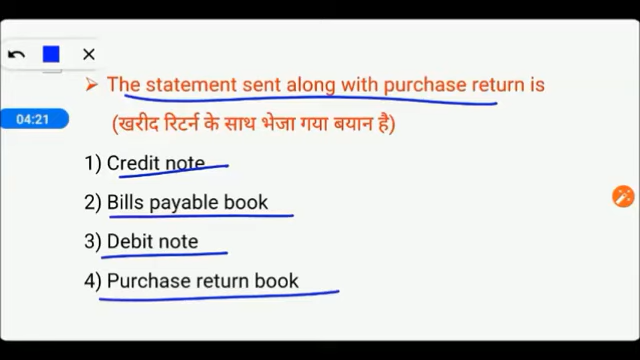 ➢ The statement sent along with purchase return is
04:21
(खरीद रिटर्न के साथ भेजा गया बयान है)
1) Credit note
2) Bills payable book
3) Debit note
4) Purchase return book